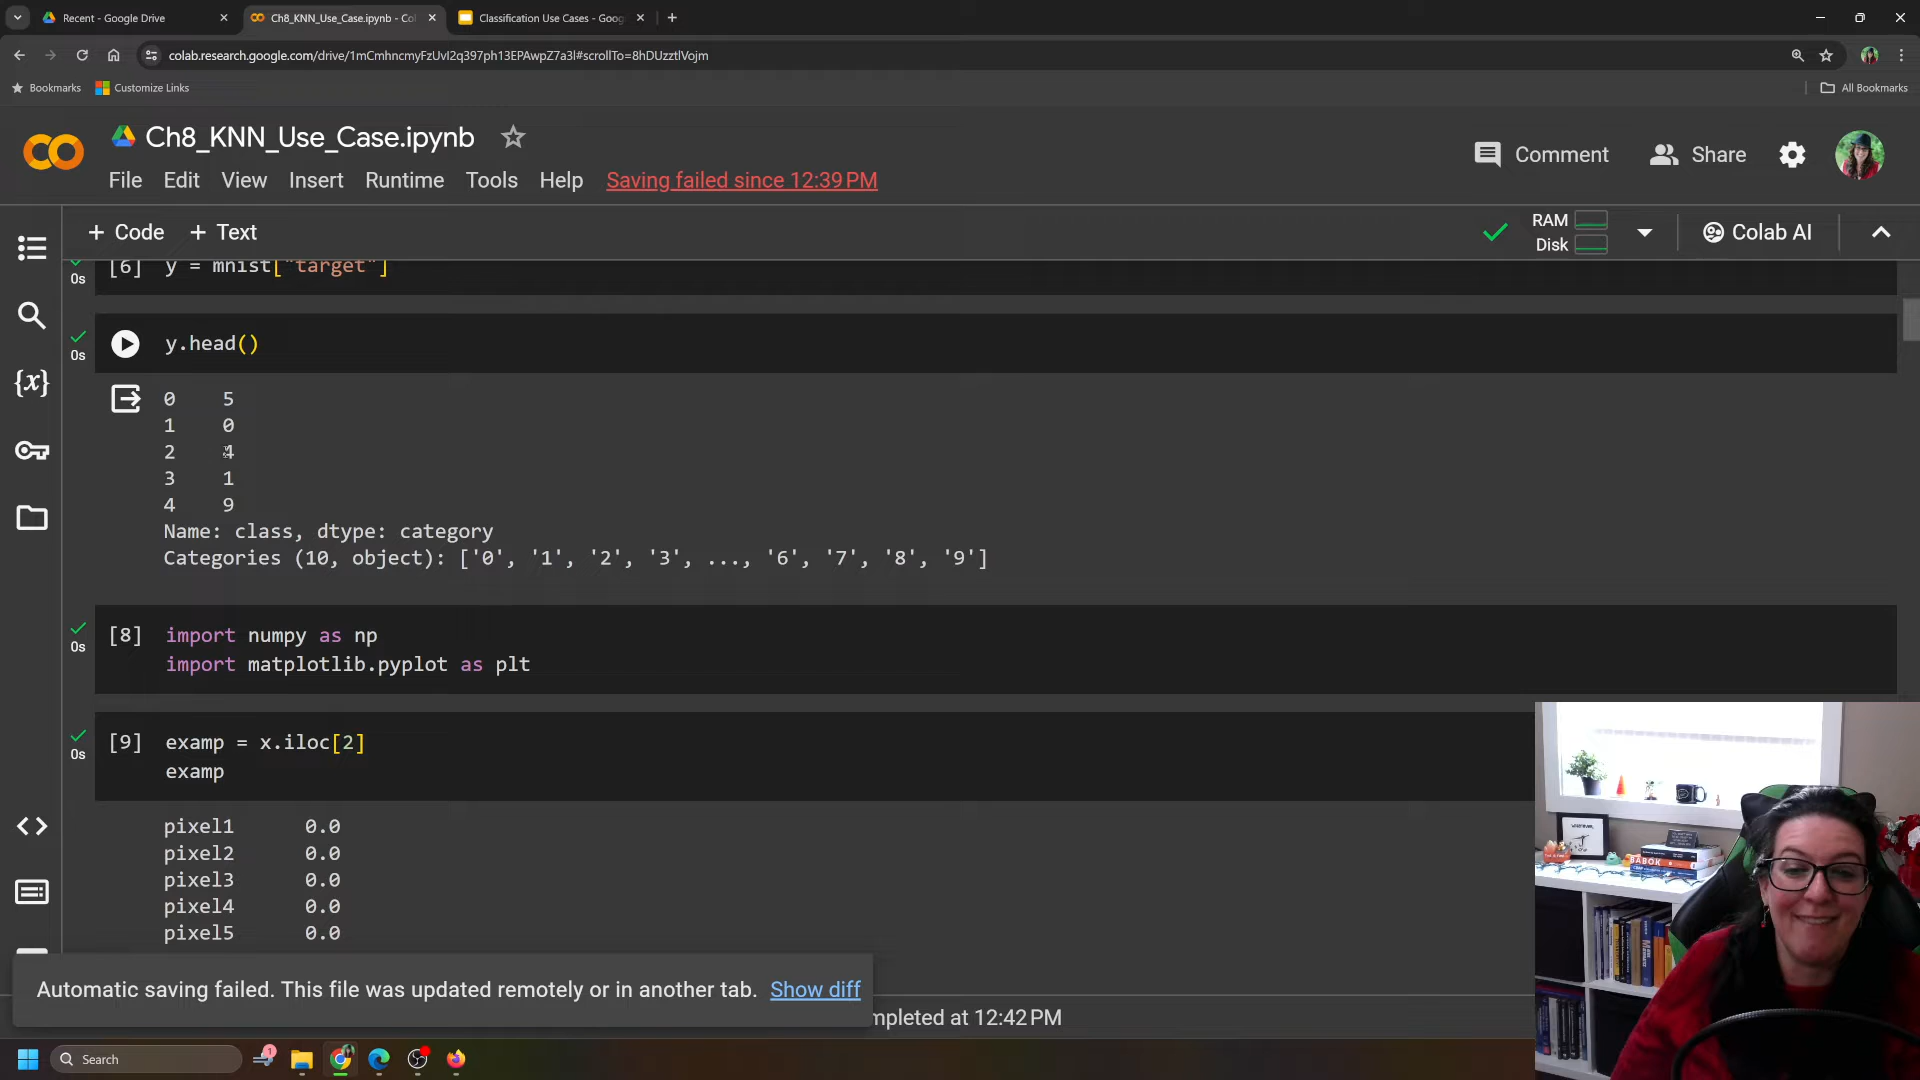 Recent - Google Drive
Ch8_KNN_Use_Case.ipynb - Co
Classification Use Cases - Goog
colab.research.google.com/drive/1mCmhncmyFzUvI2q397ph13EPAwpZ7a3l#scrollTo=8hDUzztlVojm
Bookmarks
Customize Links
All Bookmarks
Ch8_KNN_Use_Case.ipynb
Comment
Share
File Edit View Insert Runtime Tools Help Saving failed since 12:39 PM
+ Code + Text
RAM
Disk
Colab AI
[6] y = mnist["target"]
0s
y.head()
0s
0 5
1 0
2 4
3 1
4 9
Name: class, dtype: category
Categories (10, object): ['0', '1', '2', '3', ..., '6', '7', '8', '9']
[8] import numpy as np
0s
import matplotlib.pyplot as plt
[9] examp = x.iloc[2]
0s
examp
pixel1 0.0
pixel2 0.0
pixel3 0.0
pixel4 0.0
pixel5 0.0
Automatic saving failed. This file was updated remotely or in another tab. Show diff
mpleted at 12:42 PM
BABOK
Search
1